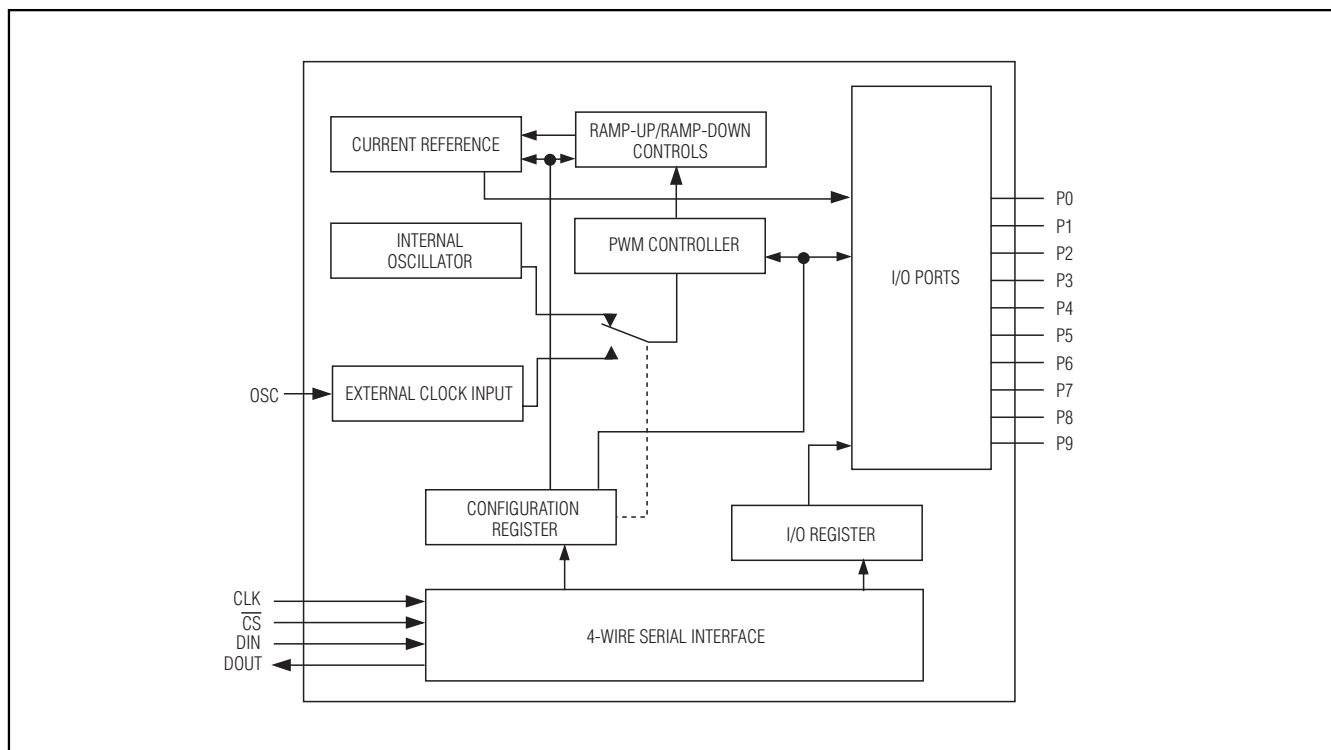 CURRENT REFERENCE
RAMP-UP/RAMP-DOWN
CONTROLS
INTERNAL
OSCILLATOR
PWM CONTROLLER
I/O PORTS
P0
P1
P2
P3
P4
P5
P6
P7
P8
P9
OSC
EXTERNAL CLOCK INPUT
CONFIGURATION
REGISTER
I/O REGISTER
CLK
C̅S̅
DIN
DOUT
4-WIRE SERIAL INTERFACE